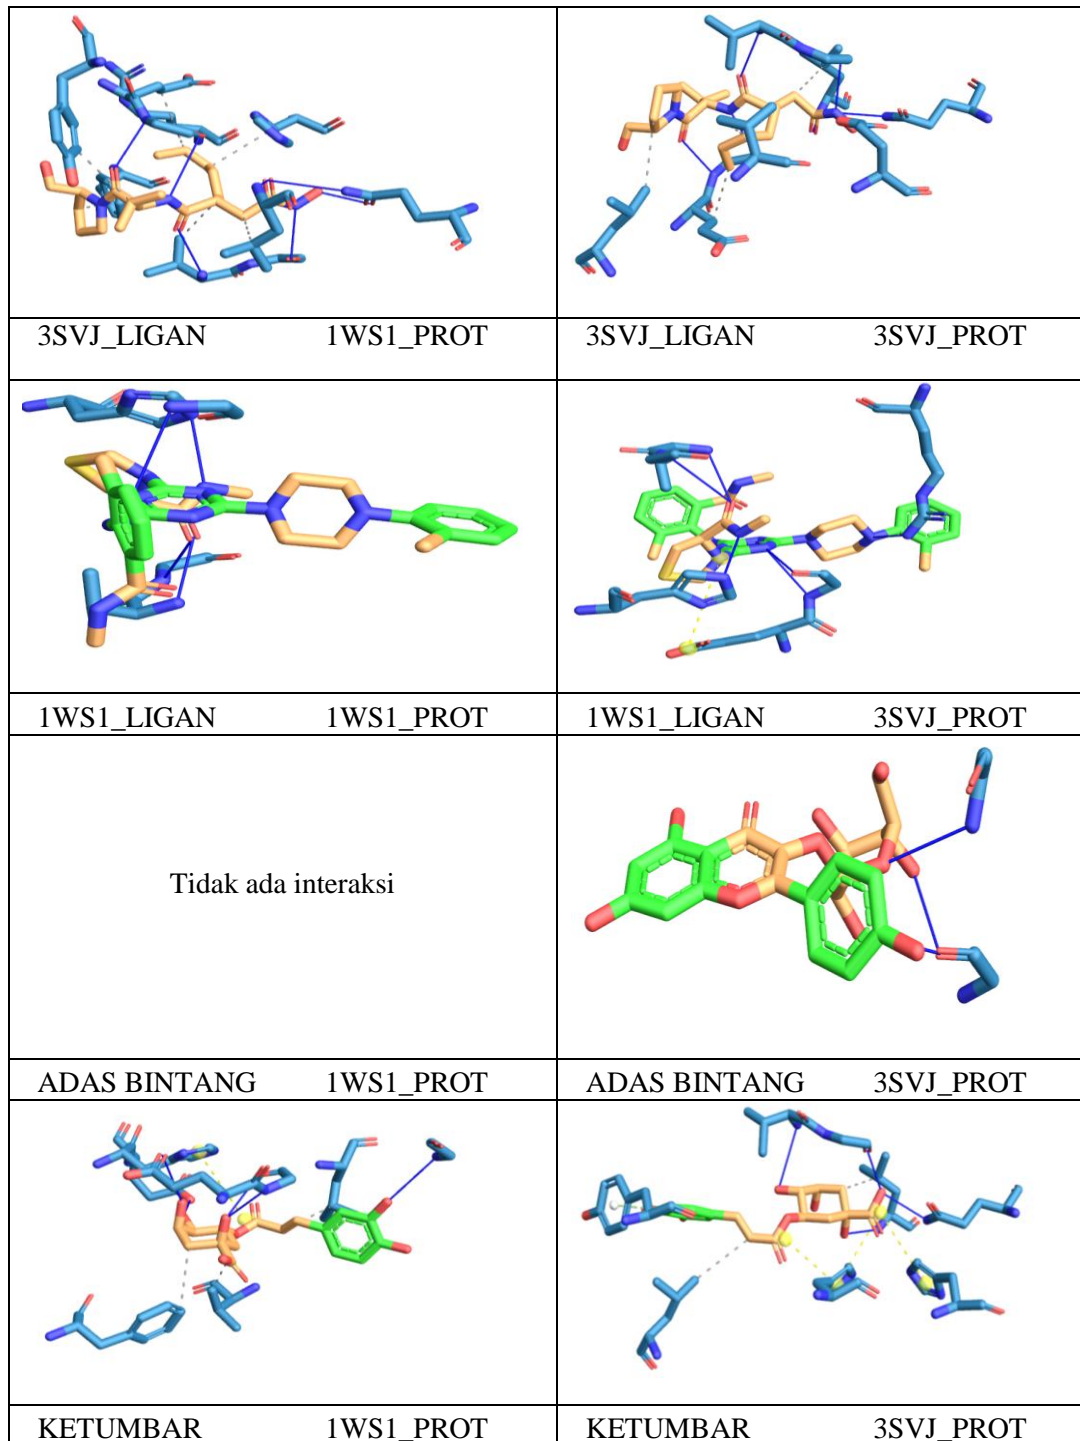 3SVJ_LIGAN 1WS1_PROT 3SVJ_LIGAN 3SVJ_PROT
1WS1_LIGAN 1WS1_PROT 1WS1_LIGAN 3SVJ_PROT
Tidak ada interaksi
ADAS BINTANG 1WS1_PROT ADAS BINTANG 3SVJ_PROT
KETUMBAR 1WS1_PROT KETUMBAR 3SVJ_PROT